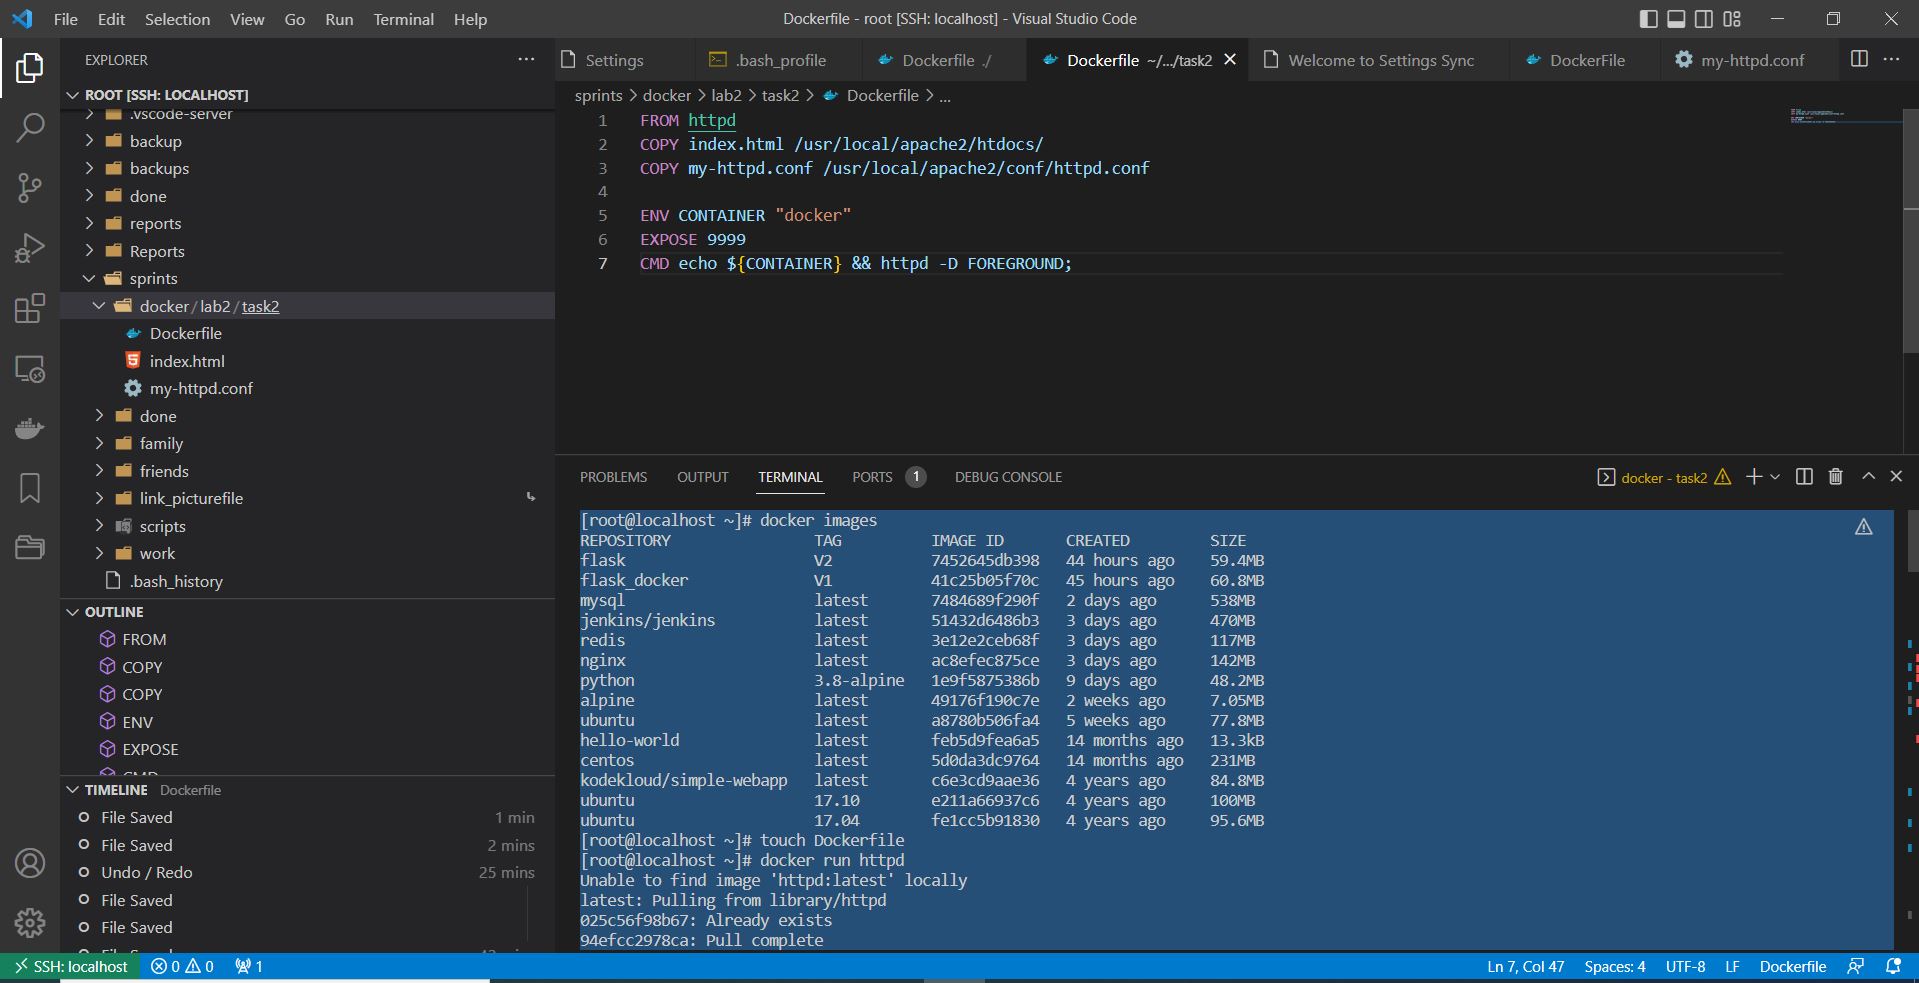 File Edit Selection View Go Run Terminal Help
Dockerfile - root [SSH: localhost] - Visual Studio Code
EXPLORER
ROOT [SSH: LOCALHOST]
.vscode-server
backup
backups
done
reports
Reports
sprints
docker/lab2/task2
Dockerfile
index.html
my-httpd.conf
done
family
friends
link_picturefile
scripts
work
.bash_history
OUTLINE
FROM
COPY
COPY
ENV
EXPOSE
CMD
TIMELINE Dockerfile
File Saved 1 min
File Saved 2 mins
Undo / Redo 25 mins
File Saved
File Saved
Settings .bash_profile Dockerfile ./ Dockerfile ~/.../task2 Welcome to Settings Sync DockerFile my-httpd.conf
sprints > docker > lab2 > task2 > Dockerfile > ...
1 FROM httpd
2 COPY index.html /usr/local/apache2/htdocs/
3 COPY my-httpd.conf /usr/local/apache2/conf/httpd.conf
4
5 ENV CONTAINER "docker"
6 EXPOSE 9999
7 CMD echo ${CONTAINER} && httpd -D FOREGROUND;
PROBLEMS OUTPUT TERMINAL PORTS 1 DEBUG CONSOLE
docker - task2
[root@localhost ~]# docker images
REPOSITORY TAG IMAGE ID CREATED SIZE
flask V2 7452645db398 44 hours ago 59.4MB
flask_docker V1 41c25b05f70c 45 hours ago 60.8MB
mysql latest 7484689f290f 2 days ago 538MB
jenkins/jenkins latest 51432d6486b3 3 days ago 470MB
redis latest 3e12e2ceb68f 3 days ago 117MB
nginx latest ac8efec875ce 3 days ago 142MB
python 3.8-alpine 1e9f5875386b 9 days ago 48.2MB
alpine latest 49176f190c7e 2 weeks ago 7.05MB
ubuntu latest a8780b506fa4 5 weeks ago 77.8MB
hello-world latest feb5d9fea6a5 14 months ago 13.3kB
centos latest 5d0da3dc9764 14 months ago 231MB
kodekloud/simple-webapp latest c6e3cd9aae36 4 years ago 84.8MB
ubuntu 17.10 e211a66937c6 4 years ago 100MB
ubuntu 17.04 fe1cc5b91830 4 years ago 95.6MB
[root@localhost ~]# touch Dockerfile
[root@localhost ~]# docker run httpd
Unable to find image 'httpd:latest' locally
latest: Pulling from library/httpd
025c56f98b67: Already exists
94efcc2978ca: Pull complete
SSH: localhost 0 0 1
Ln 7, Col 47 Spaces: 4 UTF-8 LF Dockerfile